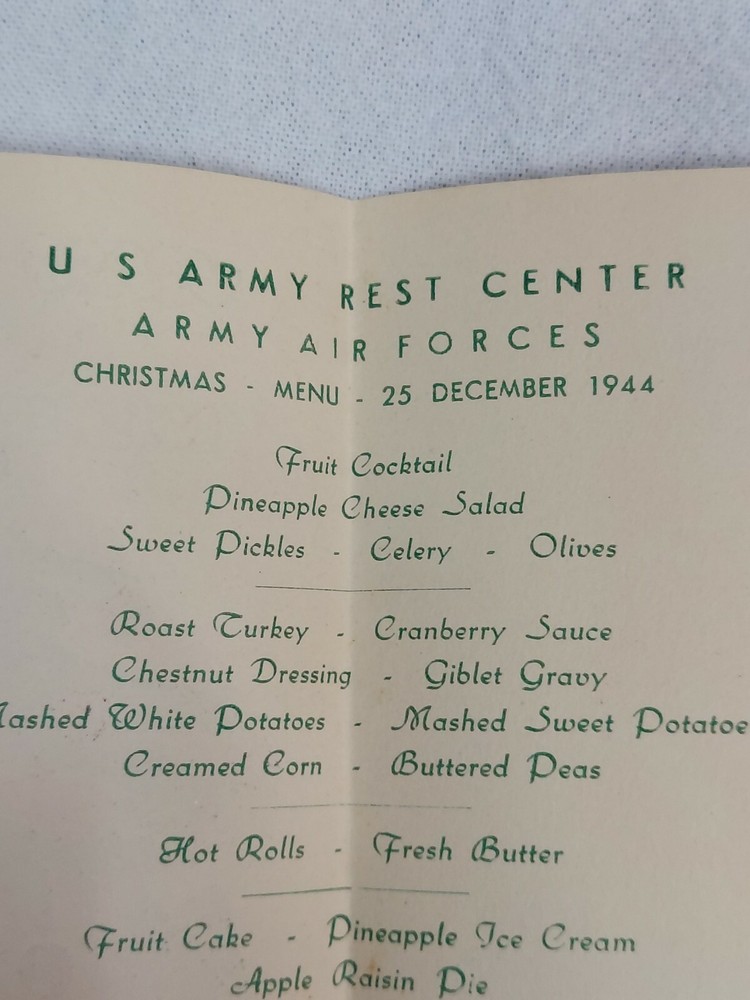 U S ARMY REST CENTER
ARMY AIR FORCES
CHRISTMAS - MENU - 25 DECEMBER 1944
Fruit Cocktail
Pineapple Cheese Salad
Sweet Pickles - Celery - Olives
Roast Turkey - Cranberry Sauce
Chestnut Dressing - Giblet Gravy
ashed White Potatoes - Mashed Sweet Potatoe
Creamed Corn - Buttered Peas
Hot Rolls - Fresh Butter
Fruit Cake - Pineapple Ice Cream
Apple Raisin Pie